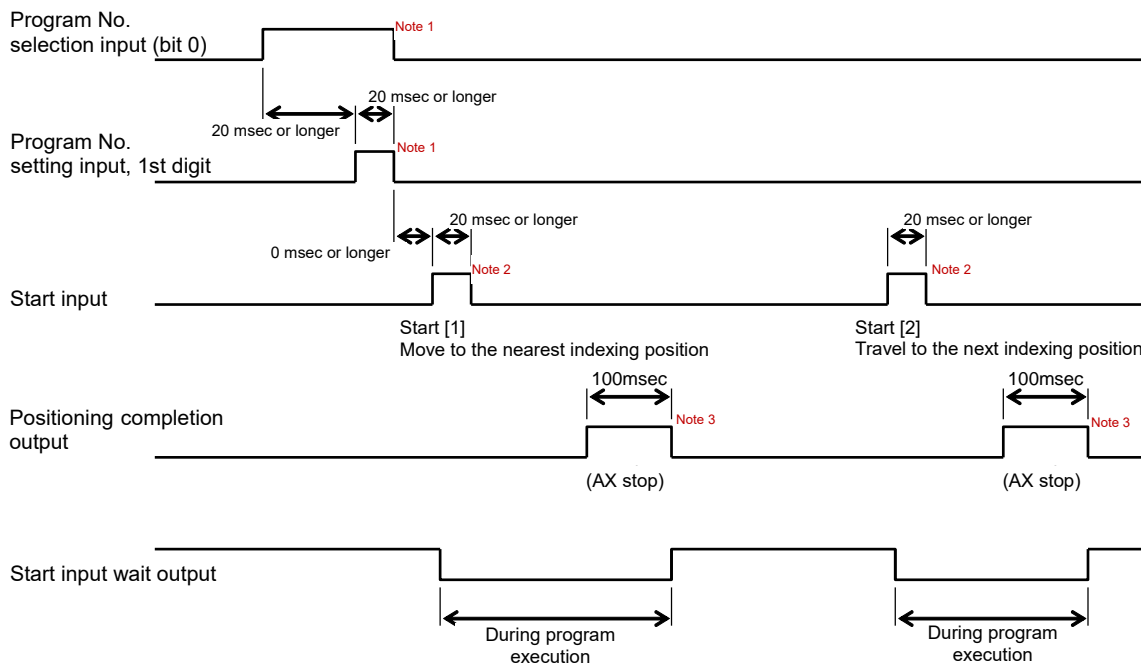 Program No.
selection input (bit 0)
Note 1
20 msec or longer
20 msec or longer
Program No.
setting input, 1st digit
Note 1
20 msec or longer
20 msec or longer
0 msec or longer
Note 2
Note 2
Start input
Start [1]
Move to the nearest indexing position
Start [2]
Travel to the next indexing position
100msec
100msec
Positioning completion
output
Note 3
Note 3
(AX stop)
(AX stop)
Start input wait output
During program
execution
During program
execution